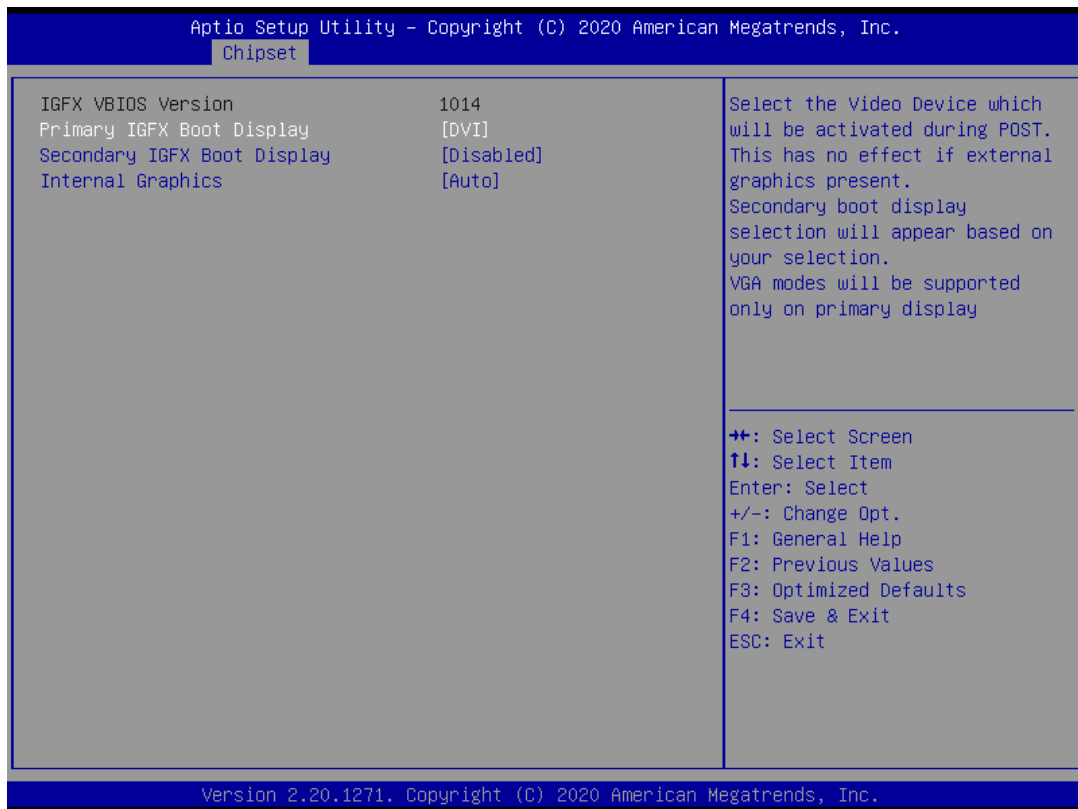 Aptio Setup Utility – Copyright (C) 2020 American Megatrends, Inc.
Chipset
IGFX VBIOS Version 1014
Primary IGFX Boot Display [DVI]
Secondary IGFX Boot Display [Disabled]
Internal Graphics [Auto]
Select the Video Device which
will be activated during POST.
This has no effect if external
graphics present.
Secondary boot display
selection will appear based on
your selection.
VGA modes will be supported
only on primary display
→←: Select Screen
↑↓: Select Item
Enter: Select
+/-: Change Opt.
F1: General Help
F2: Previous Values
F3: Optimized Defaults
F4: Save & Exit
ESC: Exit
Version 2.20.1271. Copyright (C) 2020 American Megatrends, Inc.